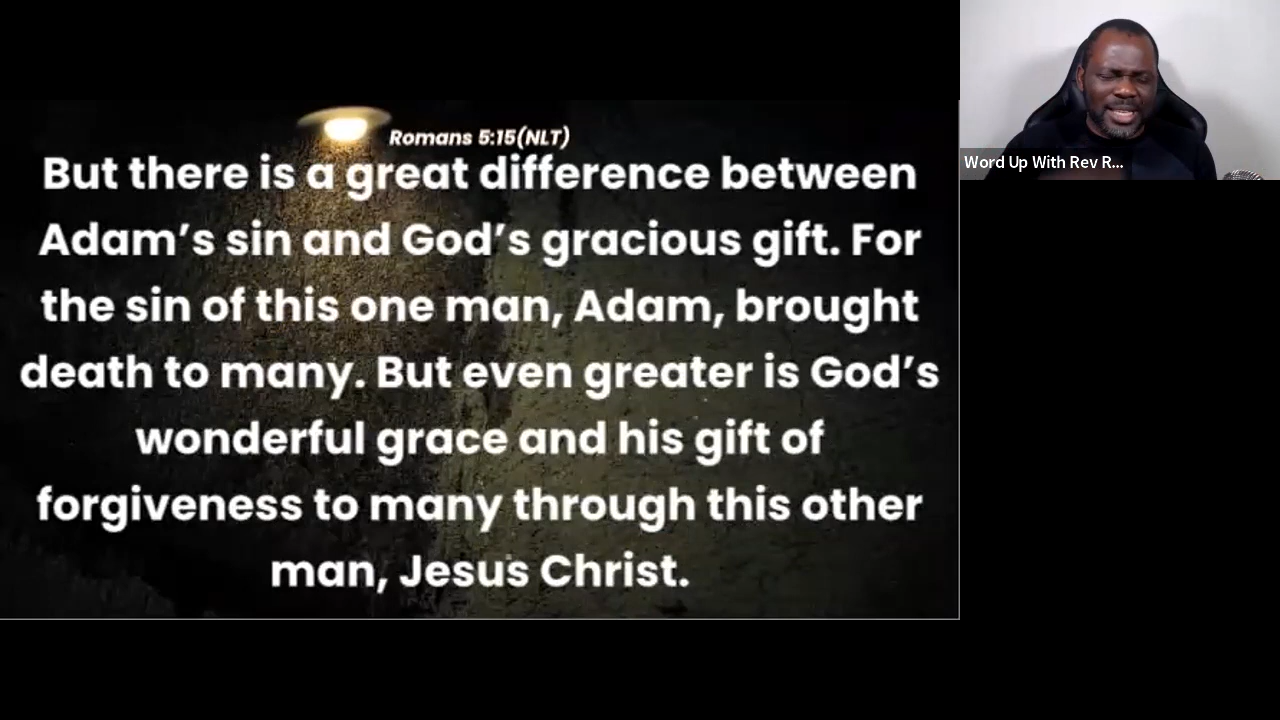 Romans 5:15(NLT)
But there is a great difference between
Adam’s sin and God’s gracious gift. For
the sin of this one man, Adam, brought
death to many. But even greater is God’s
wonderful grace and his gift of
forgiveness to many through this other
man, Jesus Christ.
Word Up With Rev R...